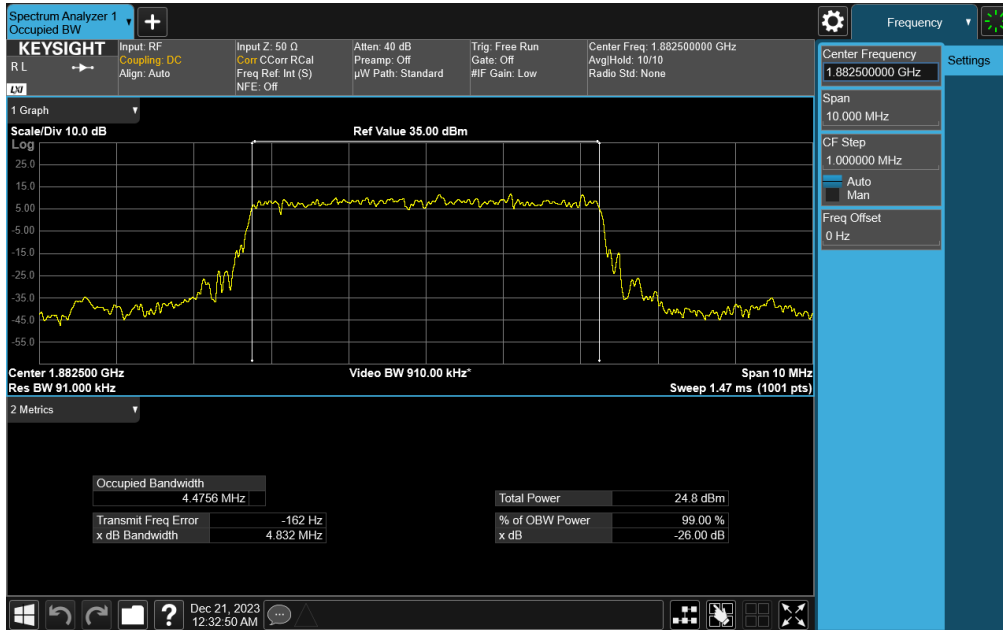 Spectrum Analyzer 1
Occupied BW
+
Frequency
KEYSIGHT
R L
LXI
Input: RF
Coupling: DC
Align: Auto
Input Z: 50 Ω
Corr CCorr RCal
Freq Ref: Int (S)
NFE: Off
Atten: 40 dB
Preamp: Off
µW Path: Standard
Trig: Free Run
Gate: Off
#IF Gain: Low
Center Freq: 1.882500000 GHz
Avg|Hold: 10/10
Radio Std: None
Center Frequency
1.882500000 GHz
Settings
Span
10.000 MHz
CF Step
1.000000 MHz
Auto
Man
Freq Offset
0 Hz
1 Graph
Scale/Div 10.0 dB
Ref Value 35.00 dBm
Log
25.0
15.0
5.00
-5.00
-15.0
-25.0
-35.0
-45.0
-55.0
Center 1.882500 GHz
Video BW 910.00 kHz*
Span 10 MHz
Res BW 91.000 kHz
Sweep 1.47 ms (1001 pts)
2 Metrics
Occupied Bandwidth
4.4756 MHz
Total Power 24.8 dBm
Transmit Freq Error -162 Hz
% of OBW Power 99.00 %
x dB Bandwidth 4.832 MHz
x dB -26.00 dB
?
Dec 21, 2023
12:32:50 AM